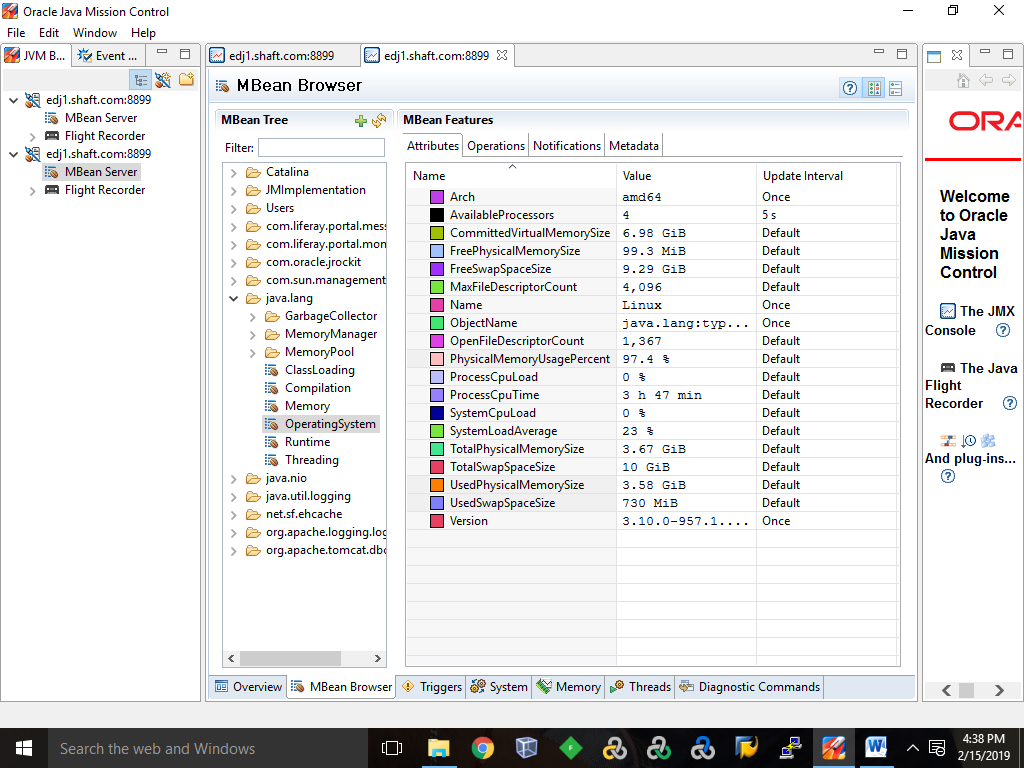 Oracle Java Mission Control
File Edit Window Help
JVM B... Event ...
edj1.shaft.com:8899
MBean Server
Flight Recorder
edj1.shaft.com:8899
MBean Server
Flight Recorder
edj1.shaft.com:8899 edj1.shaft.com:8899
MBean Browser
MBean Tree
Filter:
Catalina
JMImplementation
Users
com.liferay.portal.mess
com.liferay.portal.mon
com.oracle.jrockit
com.sun.management
java.lang
GarbageCollector
MemoryManager
MemoryPool
ClassLoading
Compilation
Memory
OperatingSystem
Runtime
Threading
java.nio
java.util.logging
net.sf.ehcache
org.apache.logging.log
org.apache.tomcat.dbc
MBean Features
Attributes Operations Notifications Metadata
Name Value Update Interval
Arch amd64 Once
AvailableProcessors 4 5 s
CommittedVirtualMemorySize 6.98 GiB Default
FreePhysicalMemorySize 99.3 MiB Default
FreeSwapSpaceSize 9.29 GiB Default
MaxFileDescriptorCount 4,096 Default
Name Linux Once
ObjectName java.lang:typ... Once
OpenFileDescriptorCount 1,367 Default
PhysicalMemoryUsagePercent 97.4 % Default
ProcessCpuLoad 0 % Default
ProcessCpuTime 3 h 47 min Default
SystemCpuLoad 0 % Default
SystemLoadAverage 23 % Default
TotalPhysicalMemorySize 3.67 GiB Default
TotalSwapSpaceSize 10 GiB Default
UsedPhysicalMemorySize 3.58 GiB Default
UsedSwapSpaceSize 730 MiB Default
Version 3.10.0-957.1.... Once
Overview MBean Browser Triggers System Memory Threads Diagnostic Commands
ORA
Welcome
to Oracle
Java
Mission
Control
The JMX
Console
The Java
Flight
Recorder
And plug-ins...
Search the web and Windows
4:38 PM
2/15/2019